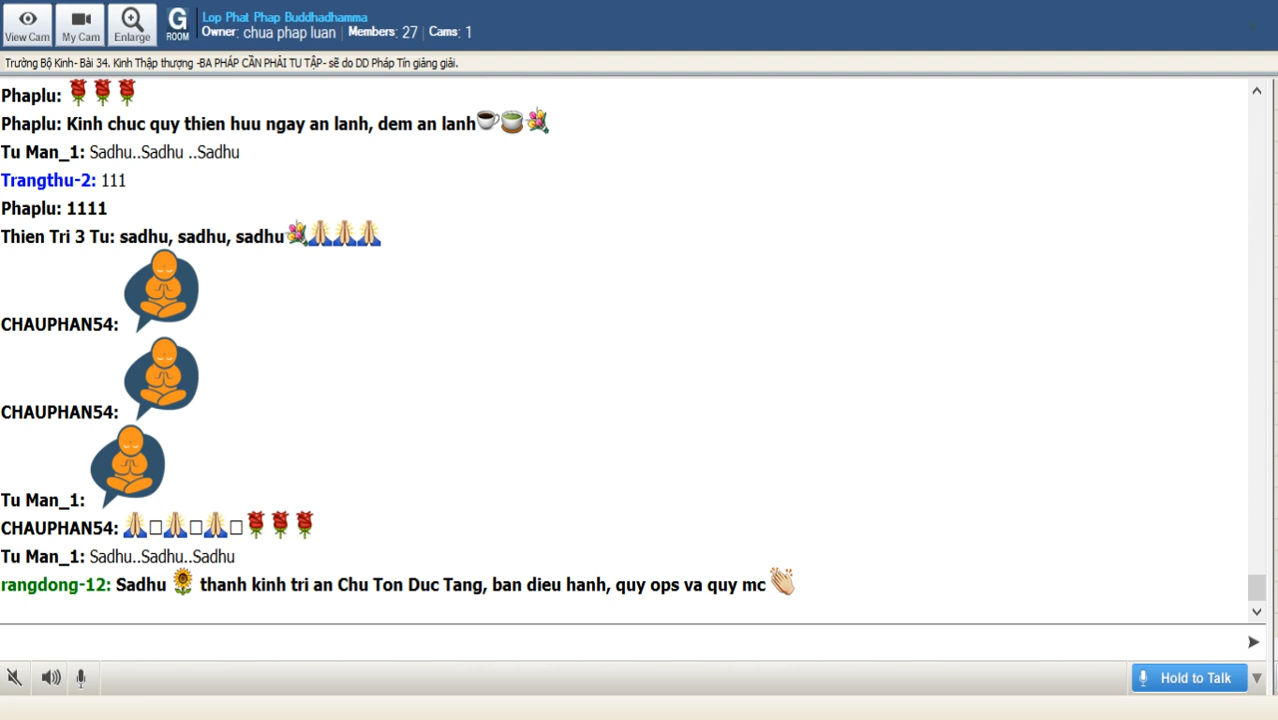 View Cam
My Cam
Enlarge
G
ROOM
Lop Phat Phap Buddhadhamma
Owner: chua phap luan | Members: 27 | Cams: 1
Trường Bộ Kinh- Bài 34. Kinh Thập thượng -BA PHÁP CẦN PHẢI TU TẬP- sẽ do DD Pháp Tín giảng giải.
Phaplu: 🌹🌹🌹
Phaplu: Kinh chuc quy thien huu ngay an lanh, dem an lanh☕🍵💐
Tu Man_1: Sadhu..Sadhu ..Sadhu
Trangthu-2: 111
Phaplu: 1111
Thien Tri 3 Tu: sadhu, sadhu, sadhu💐🙏🙏🙏
CHAUPHAN54:
CHAUPHAN54:
Tu Man_1:
CHAUPHAN54: 🙏□🙏□🙏□🌹🌹🌹
Tu Man_1: Sadhu..Sadhu..Sadhu
rangdong-12: Sadhu 🌻 thanh kinh tri an Chu Ton Duc Tang, ban dieu hanh, quy ops va quy mc 👏
Hold to Talk